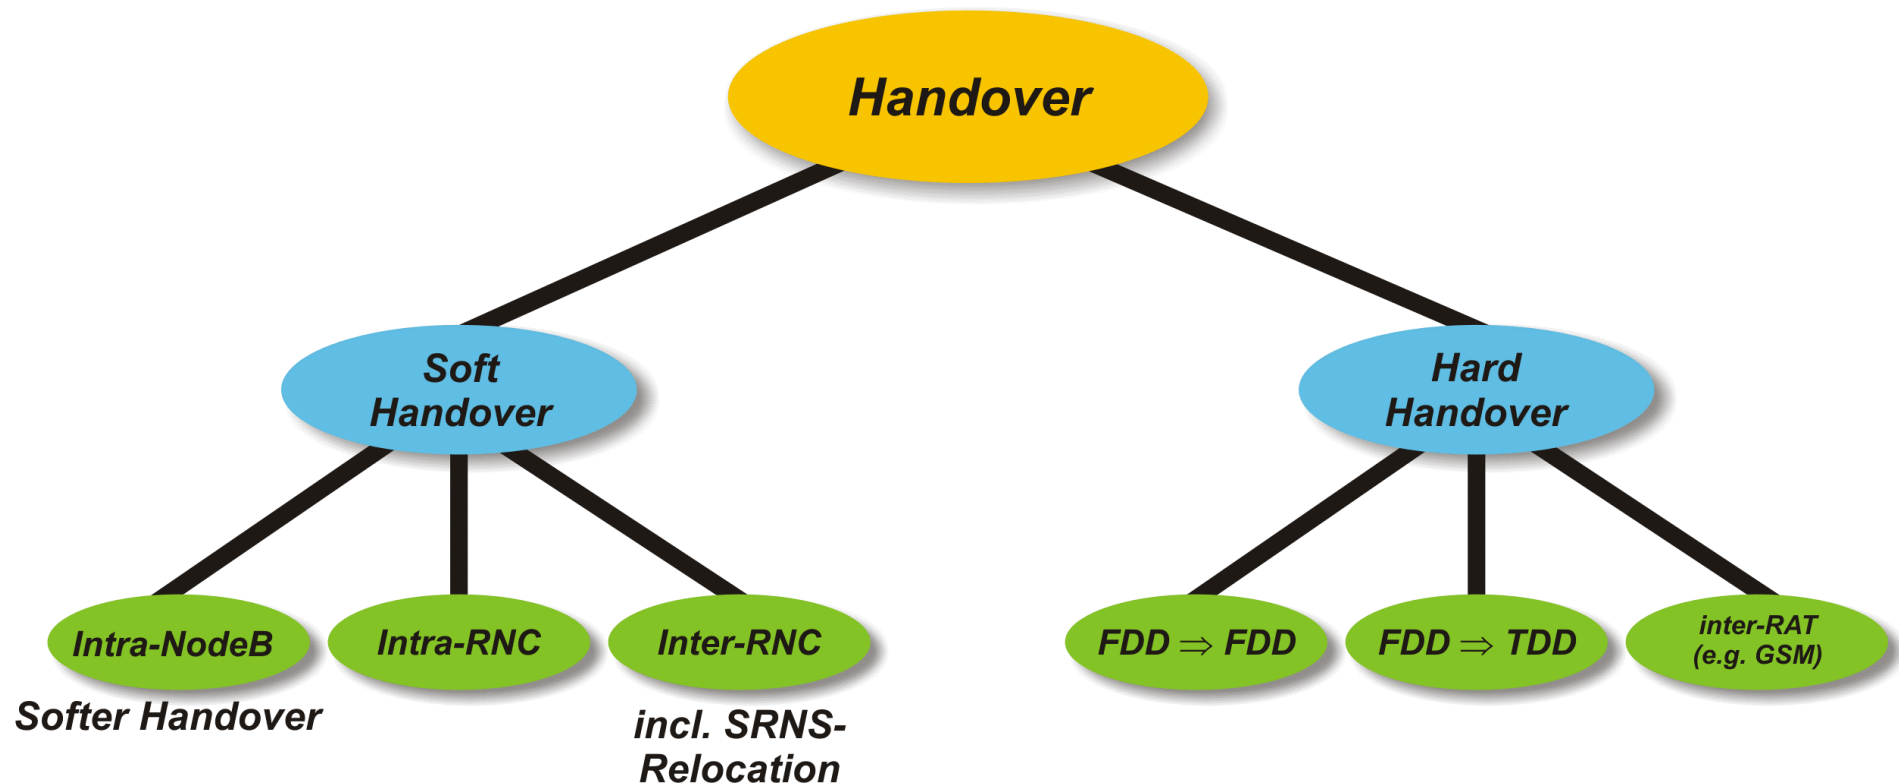 Handover
Soft
Handover
Hard
Handover
Intra-NodeB
Intra-RNC
Inter-RNC
FDD ⇒ FDD
FDD ⇒ TDD
inter-RAT
(e.g. GSM)
Softer Handover
incl. SRNS-
Relocation